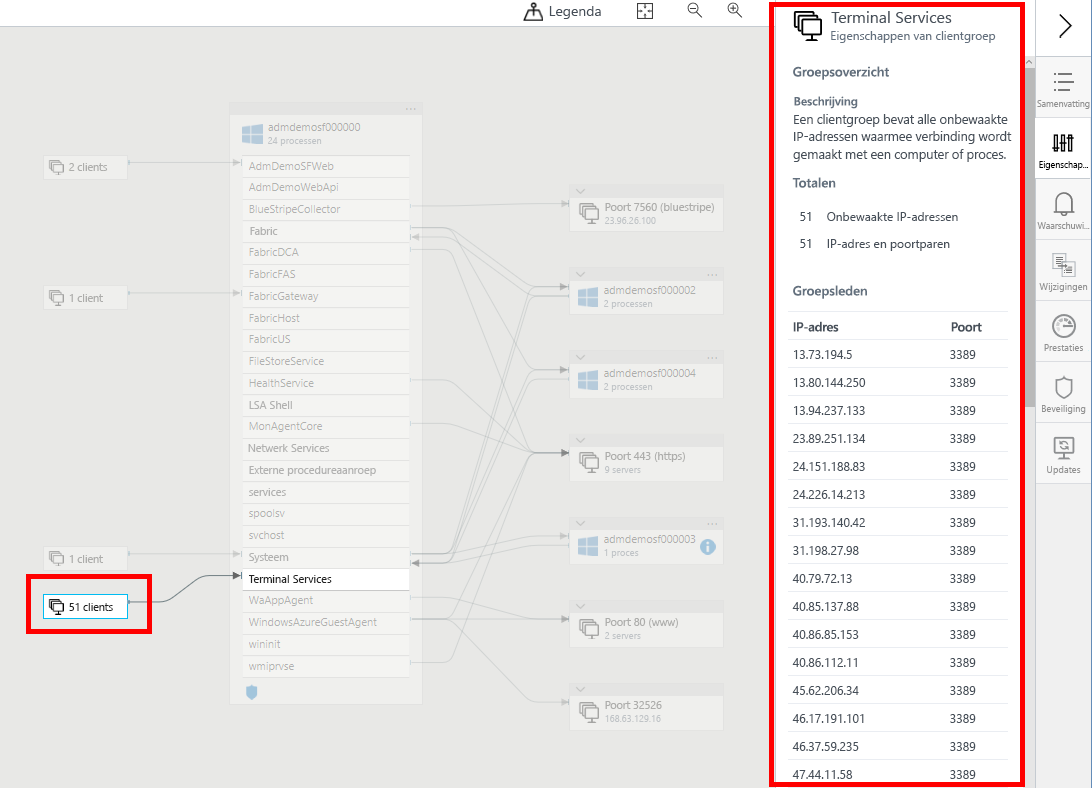 Legenda
2 clients
1 client
1 client
51 clients
admdemosf000000
24 processen
AdmDemoSFWeb
AdmDemoWebApi
BlueStripeCollector
Fabric
FabricDCA
FabricFAS
FabricGateway
FabricHost
FabricUS
FileStoreService
HealthService
LSA Shell
MonAgentCore
Netwerk Services
Externe procedureaanroep
services
spoolsv
svchost
Systeem
Terminal Services
WaAppAgent
WindowsAzureGuestAgent
wininit
wmiprvse
Poort 7560 (bluestripe)
23.96.26.100
admdemosf000002
2 processen
admdemosf000004
2 processen
Poort 443 (https)
9 servers
admdemosf000003
1 proces
Poort 80 (www)
2 servers
Poort 32526
168.63.129.16
Terminal Services
Eigenschappen van clientgroep
Groepsoverzicht
Beschrijving
Een clientgroep bevat alle onbewaakte
IP-adressen waarmee verbinding wordt
gemaakt met een computer of proces.
Totalen
51 Onbewaakte IP-adressen
51 IP-adres en poortparen
Groepsleden
IP-adres Poort
13.73.194.5 3389
13.80.144.250 3389
13.94.237.133 3389
23.89.251.134 3389
24.151.188.83 3389
24.226.14.213 3389
31.193.140.42 3389
31.198.27.98 3389
40.79.72.13 3389
40.85.137.88 3389
40.86.85.153 3389
40.86.112.11 3389
45.62.206.34 3389
46.17.191.101 3389
46.37.59.235 3389
47.44.11.58 3389
Samenvatting
Eigenschap...
Waarschuwi...
Wijzigingen
Prestaties
Beveiliging
Updates